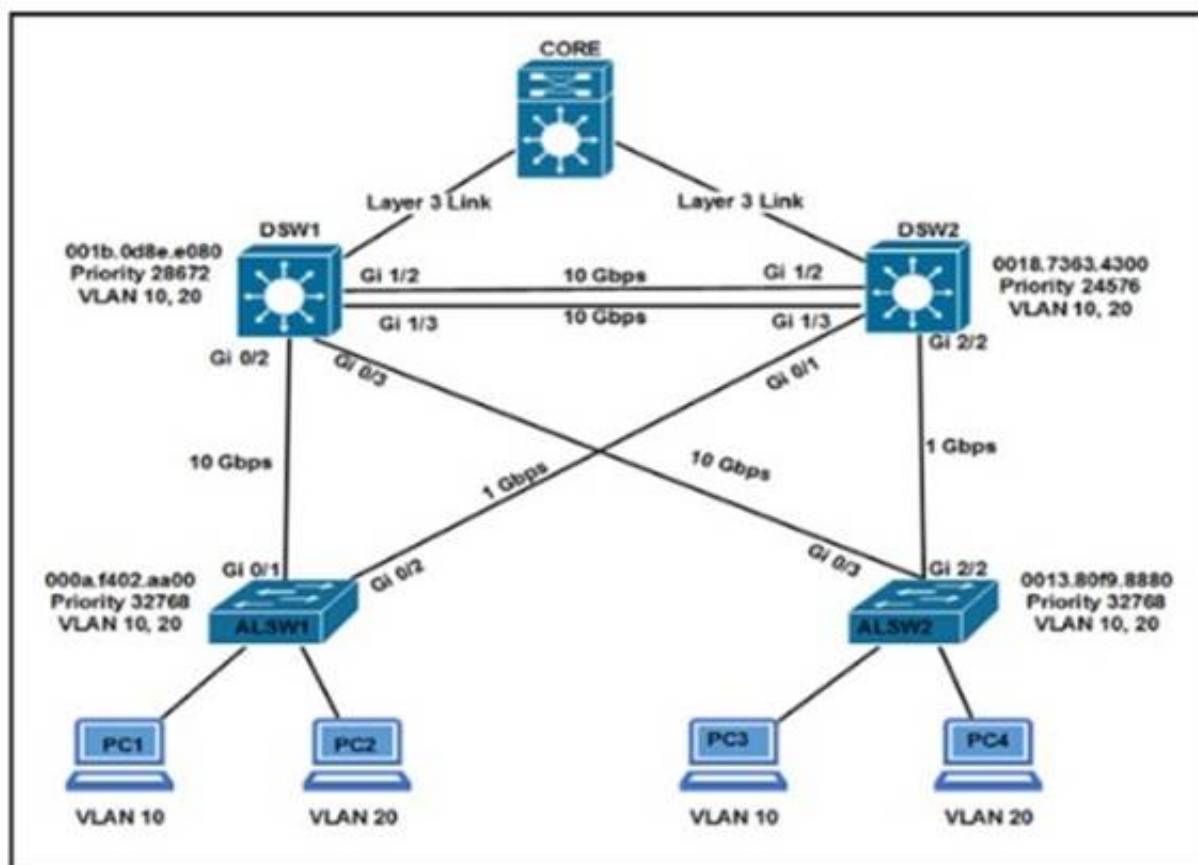 CORE
Layer 3 Link
Layer 3 Link
DSW1
DSW2
001b.0d8e.e080
Priority 28672
VLAN 10, 20
0018.7363.4300
Priority 24576
VLAN 10, 20
Gi 1/2
10 Gbps
Gi 1/2
Gi 1/3
10 Gbps
Gi 1/3
Gi 0/2
Gi 0/3
Gi 0/1
Gi 2/2
10 Gbps
1 Gbps
10 Gbps
1 Gbps
Gi 0/1
Gi 0/2
Gi 0/3
Gi 2/2
000a.f402.aa00
Priority 32768
VLAN 10, 20
ALSW1
ALSW2
0013.80f9.8880
Priority 32768
VLAN 10, 20
PC1
PC2
PC3
PC4
VLAN 10
VLAN 20
VLAN 10
VLAN 20